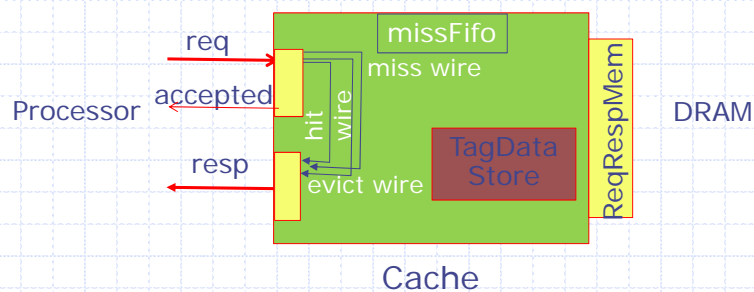 missFifo
req
miss wire
Processor
accepted
hit
wire
DRAM
ReqRespMem
TagData
Store
resp
evict wire
Cache